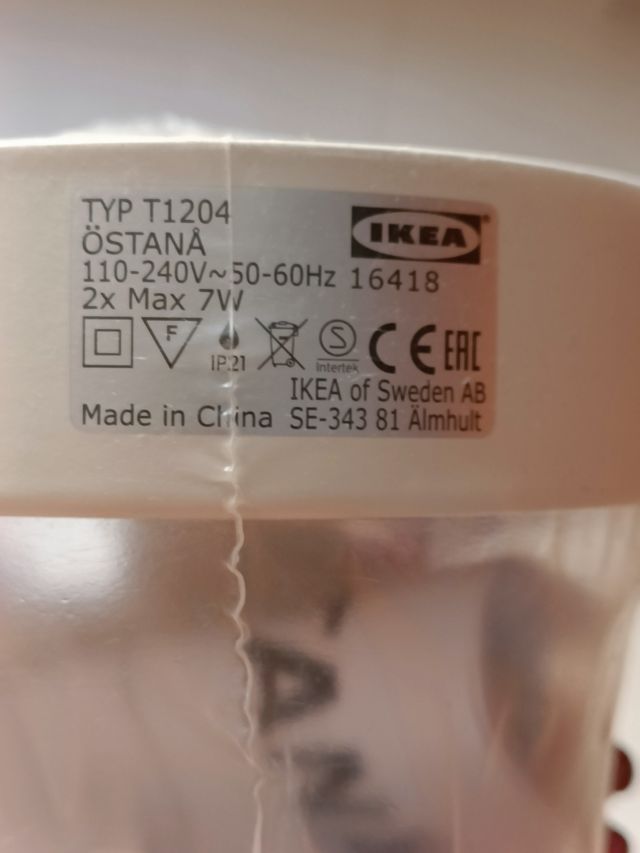 TYP T1204
ÖSTANÅ
IKEA®
110-240V~50-60Hz 16418
2x Max 7W
F
IP21
S
Intertek
CE EAC
IKEA of Sweden AB
Made in China SE-343 81 Älmhult